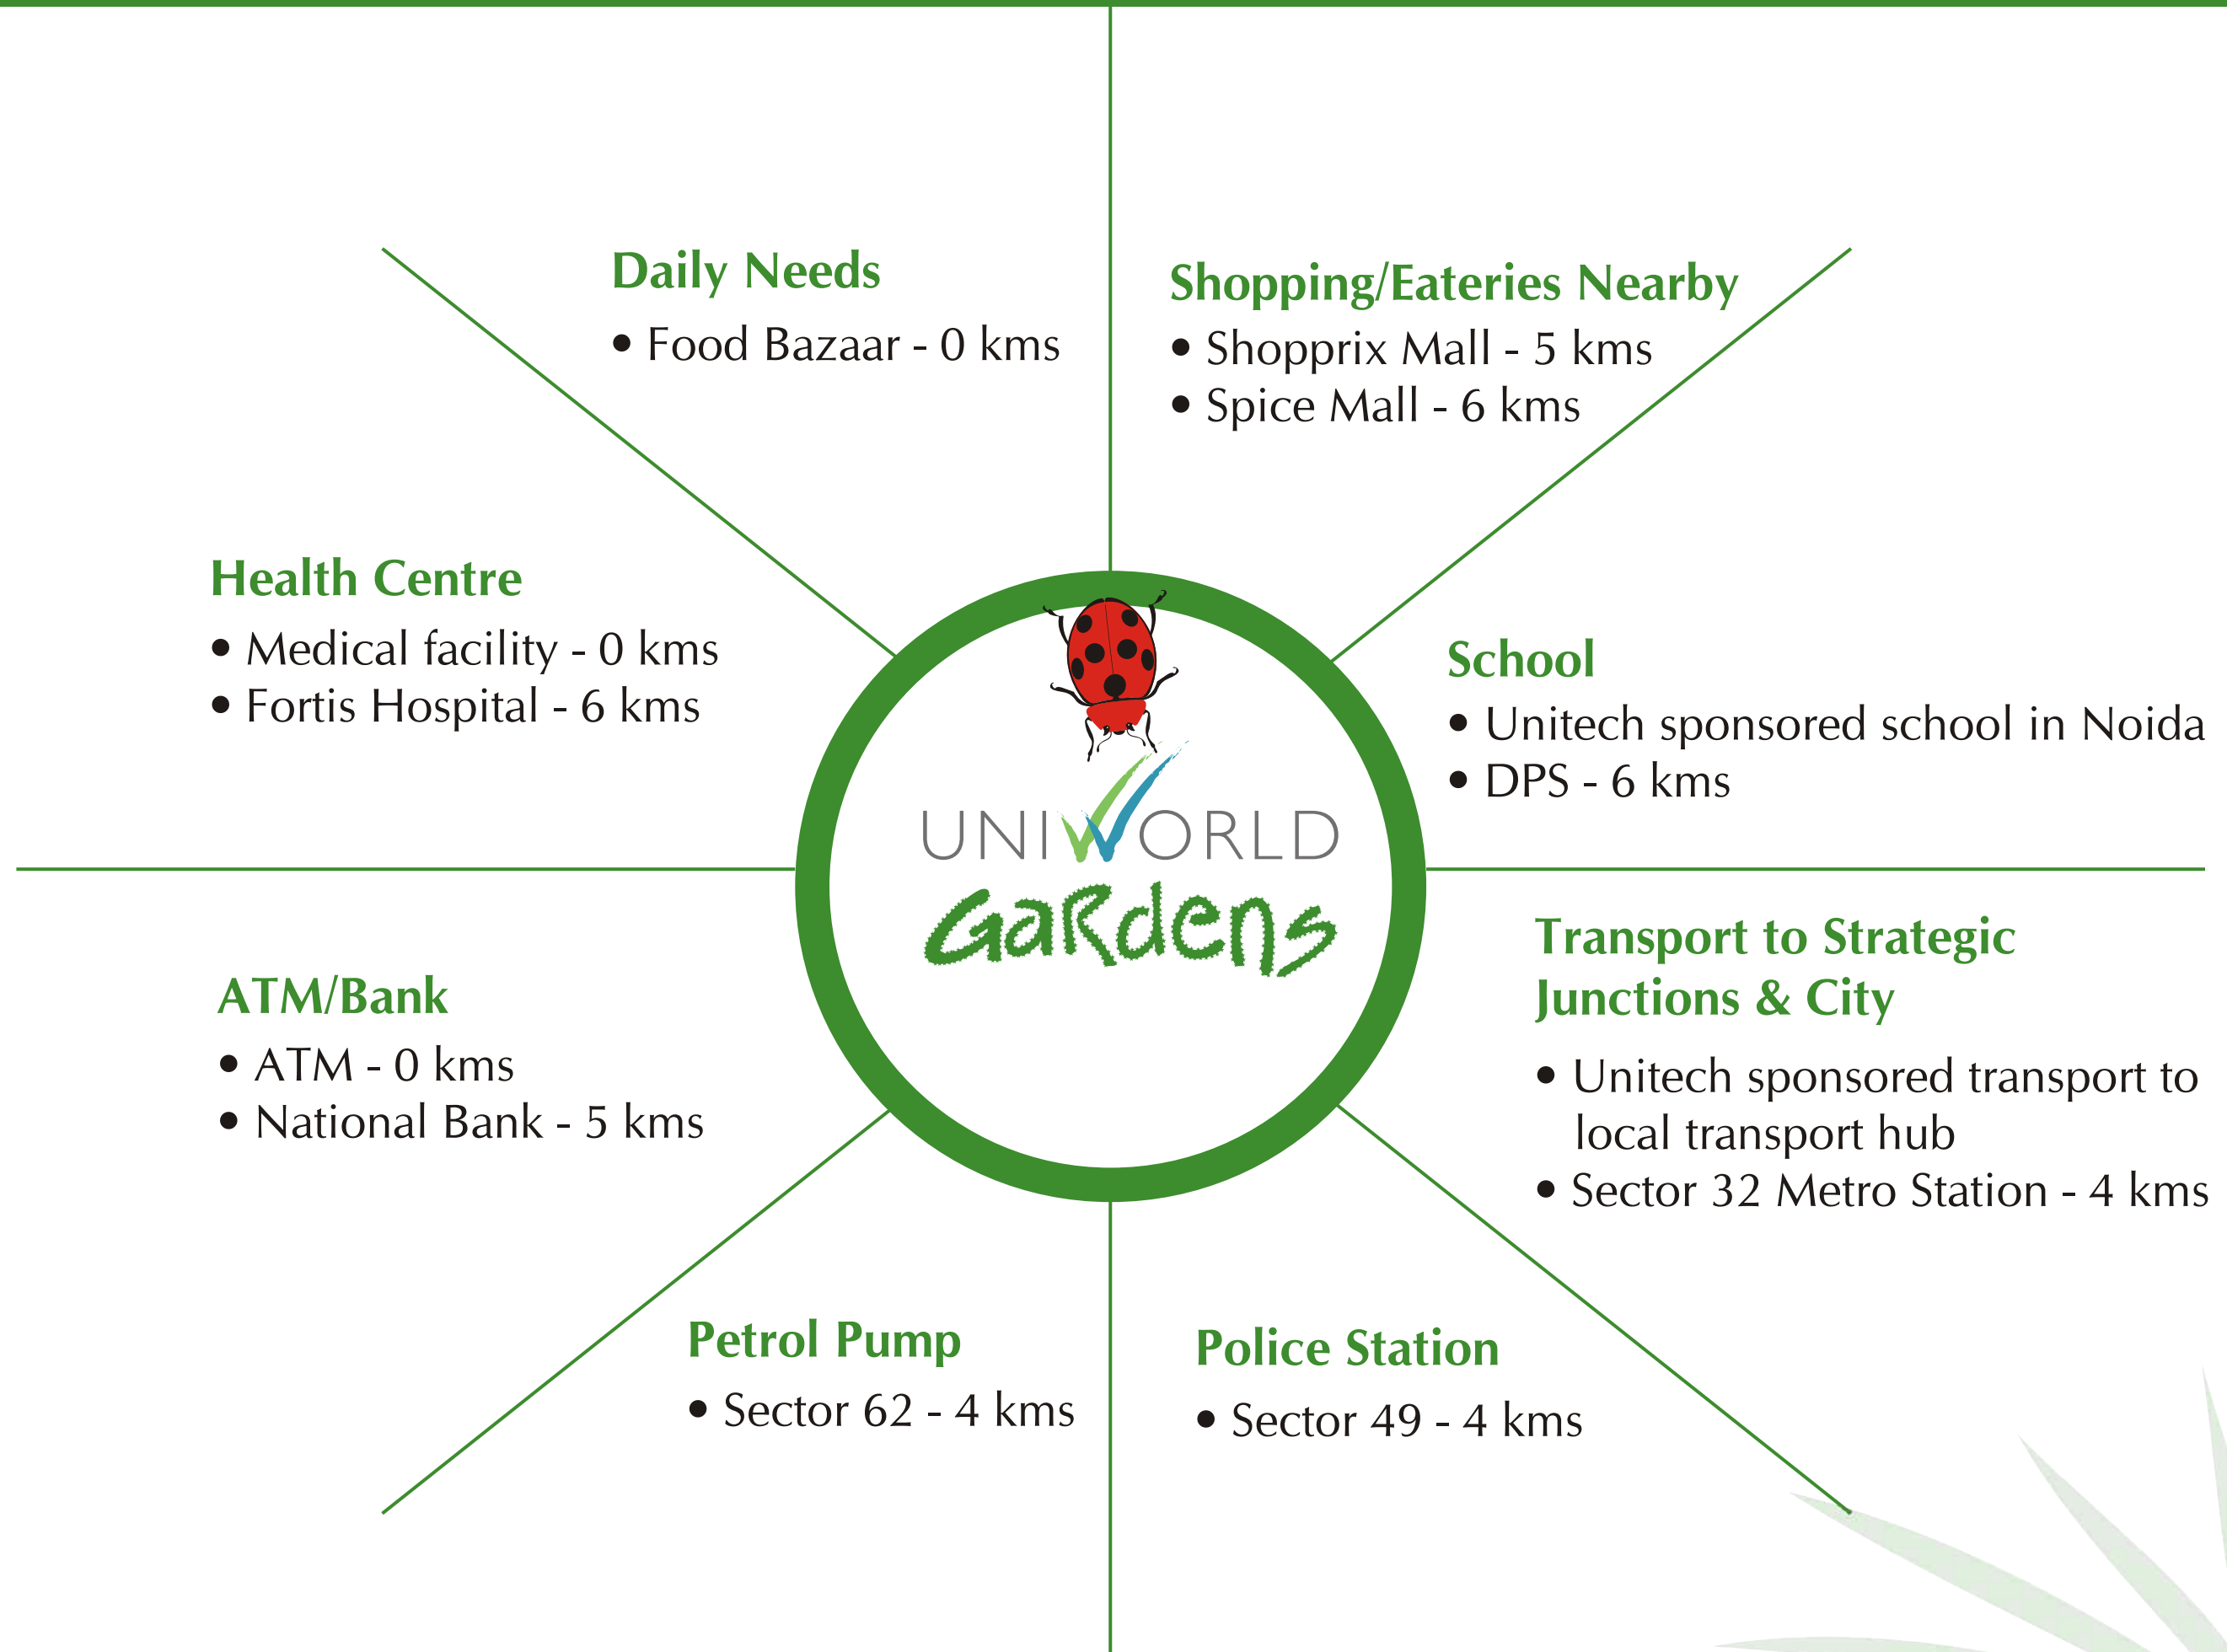 Daily Needs
• Food Bazaar - 0 kms
Shopping/Eateries Nearby
• Shopprix Mall - 5 kms
• Spice Mall - 6 kms
Health Centre
• Medical facility - 0 kms
• Fortis Hospital - 6 kms
School
• Unitech sponsored school in Noida
• DPS - 6 kms
UNIWORLD
GaRdens
ATM/Bank
• ATM - 0 kms
• National Bank - 5 kms
Transport to Strategic
Junctions & City
• Unitech sponsored transport to
local transport hub
• Sector 32 Metro Station - 4 kms
Petrol Pump
• Sector 62 - 4 kms
Police Station
• Sector 49 - 4 kms